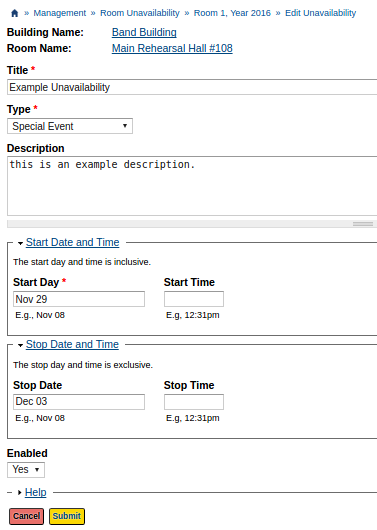 » Management » Room Unavailability » Room 1, Year 2016 » Edit Unavailability
Building Name: Band Building
Room Name: Main Rehearsal Hall #108
Title *
Example Unavailability
Type *
Special Event
Description
this is an example description.
Start Date and Time
The start day and time is inclusive.
Start Day * Start Time
Nov 29
E.g., Nov 08 E.g, 12:31pm
Stop Date and Time
The stop day and time is exclusive.
Stop Date Stop Time
Dec 03
E.g., Nov 08 E.g, 12:31pm
Enabled
Yes
Help
Cancel Submit